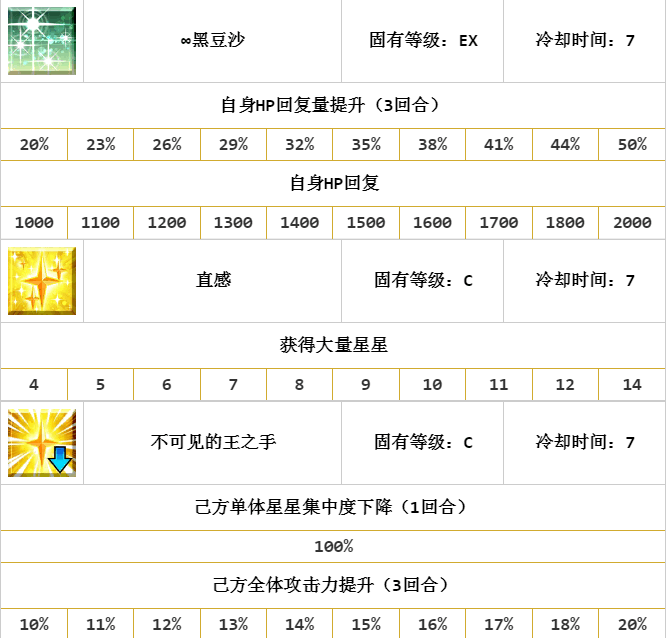 ∞黑豆沙 固有等级：EX 冷却时间：7
自身HP回复量提升（3回合）
20% 23% 26% 29% 32% 35% 38% 41% 44% 50%
自身HP回复
1000 1100 1200 1300 1400 1500 1600 1700 1800 2000
直感 固有等级：C 冷却时间：7
获得大量星星
4 5 6 7 8 9 10 11 12 14
不可见的王之手 固有等级：C 冷却时间：7
己方单体星星集中度下降（1回合）
100%
己方全体攻击力提升（3回合）
10% 11% 12% 13% 14% 15% 16% 17% 18% 20%